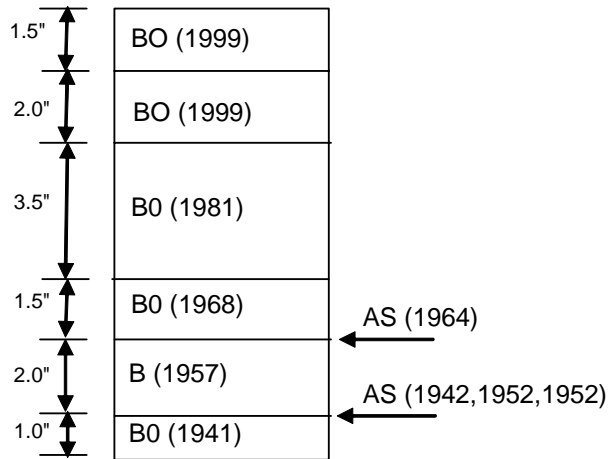 1.5" BO (1999)
2.0" BO (1999)
3.5" B0 (1981)
1.5" B0 (1968)
AS (1964)
2.0" B (1957)
AS (1942,1952,1952)
1.0" B0 (1941)